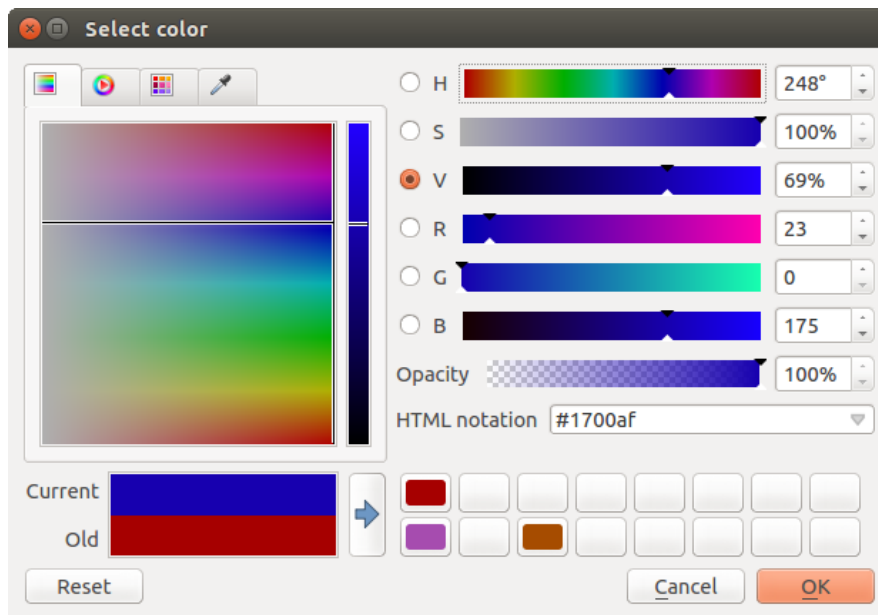 Select color
H 248°
S 100%
V 69%
R 23
G 0
B 175
Opacity 100%
HTML notation #1700af
Current
Old
Reset Cancel OK